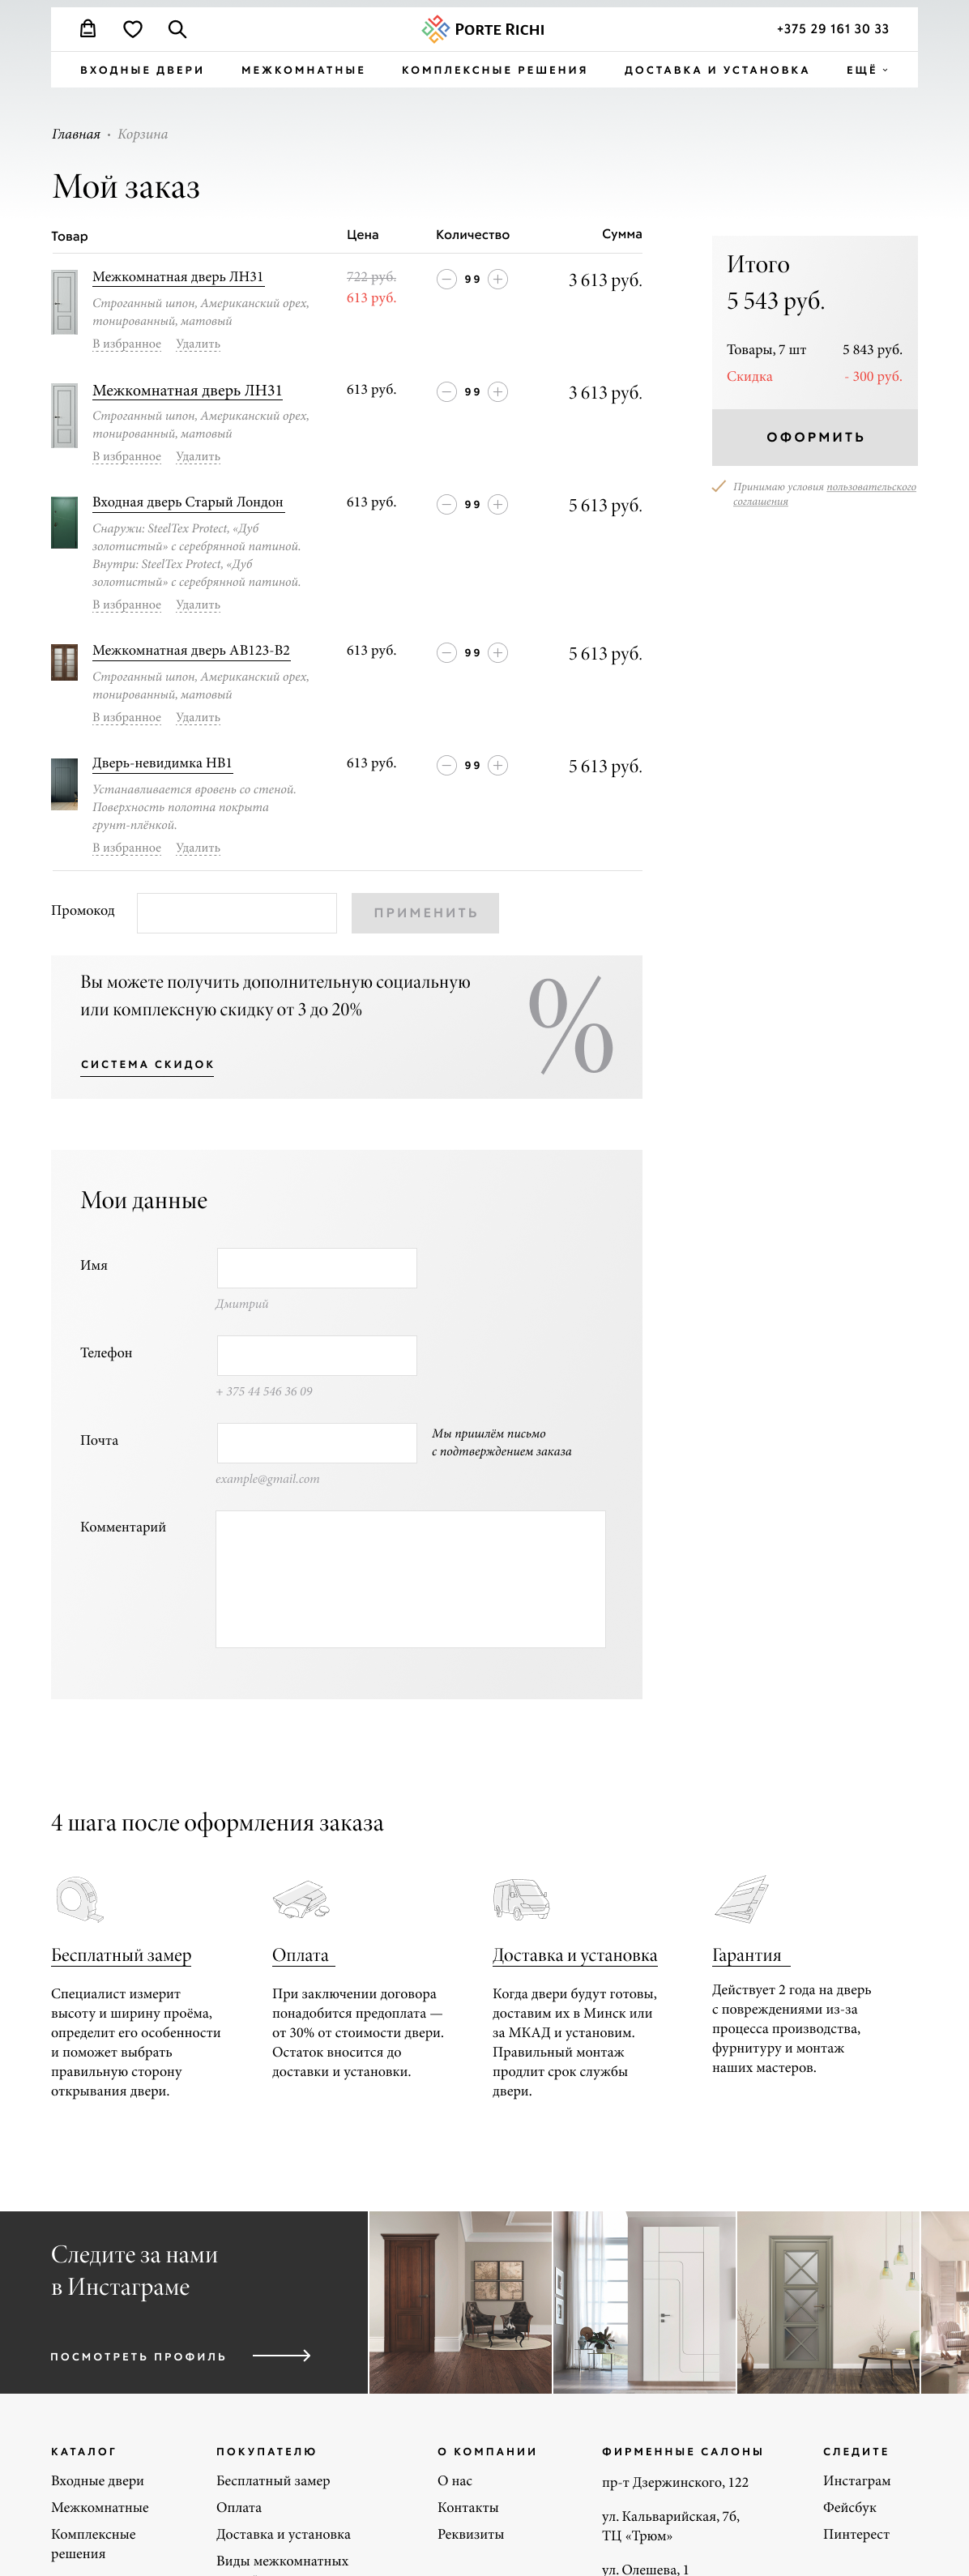 PORTE RICHI
+375 29 161 30 33
ВХОДНЫЕ ДВЕРИ МЕЖКОМНАТНЫЕ КОМПЛЕКСНЫЕ РЕШЕНИЯ ДОСТАВКА И УСТАНОВКА ЕЩЁ
Главная · Корзина
Мой заказ
Товар Цена Количество Сумма
Межкомнатная дверь ЛН31 722 руб. 99 3 613 руб.
613 руб.
Строганный шпон, Американский орех,
тонированный, матовый
В избранное Удалить
Межкомнатная дверь ЛН31 613 руб. 99 3 613 руб.
Строганный шпон, Американский орех,
тонированный, матовый
В избранное Удалить
Входная дверь Старый Лондон 613 руб. 99 5 613 руб.
Снаружи: SteelTex Protect, «Дуб
золотистый» с серебрянной патиной.
Внутри: SteelTex Protect, «Дуб
золотистый» с серебрянной патиной.
В избранное Удалить
Межкомнатная дверь АВ123-В2 613 руб. 99 5 613 руб.
Строганный шпон, Американский орех,
тонированный, матовый
В избранное Удалить
Дверь-невидимка НВ1 613 руб. 99 5 613 руб.
Устанавливается вровень со стеной.
Поверхность полотна покрыта
грунт-плёнкой.
В избранное Удалить
Итого
5 543 руб.
Товары, 7 шт 5 843 руб.
Скидка - 300 руб.
ОФОРМИТЬ
Принимаю условия пользовательского
соглашения
Промокод ПРИМЕНИТЬ
Вы можете получить дополнительную социальную
или комплексную скидку от 3 до 20%
%
СИСТЕМА СКИДОК
Мои данные
Имя
Дмитрий
Телефон
+ 375 44 546 36 09
Почта
Мы пришлём письмо
с подтверждением заказа
example@gmail.com
Комментарий
4 шага после оформления заказа
Бесплатный замер
Специалист измерит
высоту и ширину проёма,
определит его особенности
и поможет выбрать
правильную сторону
открывания двери.
Оплата
При заключении договора
понадобится предоплата —
от 30% от стоимости двери.
Остаток вносится до
доставки и установки.
Доставка и установка
Когда двери будут готовы,
доставим их в Минск или
за МКАД и установим.
Правильный монтаж
продлит срок службы
двери.
Гарантия
Действует 2 года на дверь
с повреждениями из-за
процесса производства,
фурнитуру и монтаж
наших мастеров.
Следите за нами
в Инстаграме
ПОСМОТРЕТЬ ПРОФИЛЬ
КАТАЛОГ
Входные двери
Межкомнатные
Комплексные
решения
ПОКУПАТЕЛЮ
Бесплатный замер
Оплата
Доставка и установка
Виды межкомнатных
О КОМПАНИИ
О нас
Контакты
Реквизиты
ФИРМЕННЫЕ САЛОНЫ
пр-т Дзержинского, 122
ул. Кальварийская, 7б,
ТЦ «Трюм»
ул. Олешева, 1
СЛЕДИТЕ
Инстаграм
Фейсбук
Пинтерест